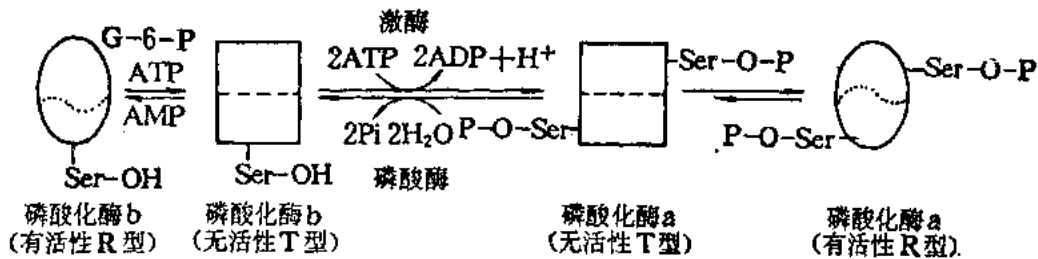 激酶
G-6-P
ATP
AMP
2ATP 2ADP+H⁺
2Pi 2H₂O
磷酸酶
Ser-OH
Ser-OH
Ser-O-P
P-O-Ser
Ser-O-P
P-O-Ser
磷酸化酶b
(有活性R型)
磷酸化酶b
(无活性T型)
磷酸化酶a
(无活性T型)
磷酸化酶a
(有活性R型).